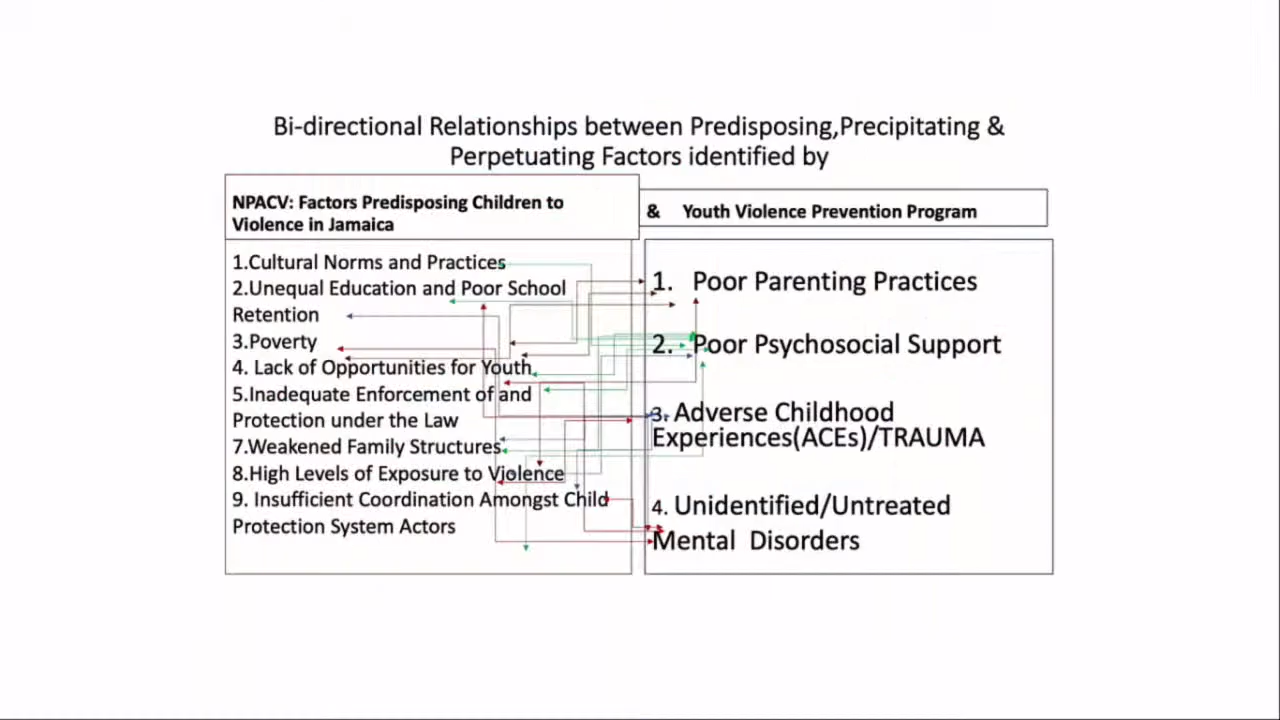 Bi-directional Relationships between Predisposing,Precipitating &
Perpetuating Factors identified by
NPACV: Factors Predisposing Children to
Violence in Jamaica
& Youth Violence Prevention Program
1.Cultural Norms and Practices
2.Unequal Education and Poor School
Retention
3.Poverty
4. Lack of Opportunities for Youth
5.Inadequate Enforcement of and
Protection under the Law
7.Weakened Family Structures
8.High Levels of Exposure to Violence
9. Insufficient Coordination Amongst Child
Protection System Actors
1. Poor Parenting Practices
2. Poor Psychosocial Support
3. Adverse Childhood
Experiences(ACEs)/TRAUMA
4. Unidentified/Untreated
Mental Disorders